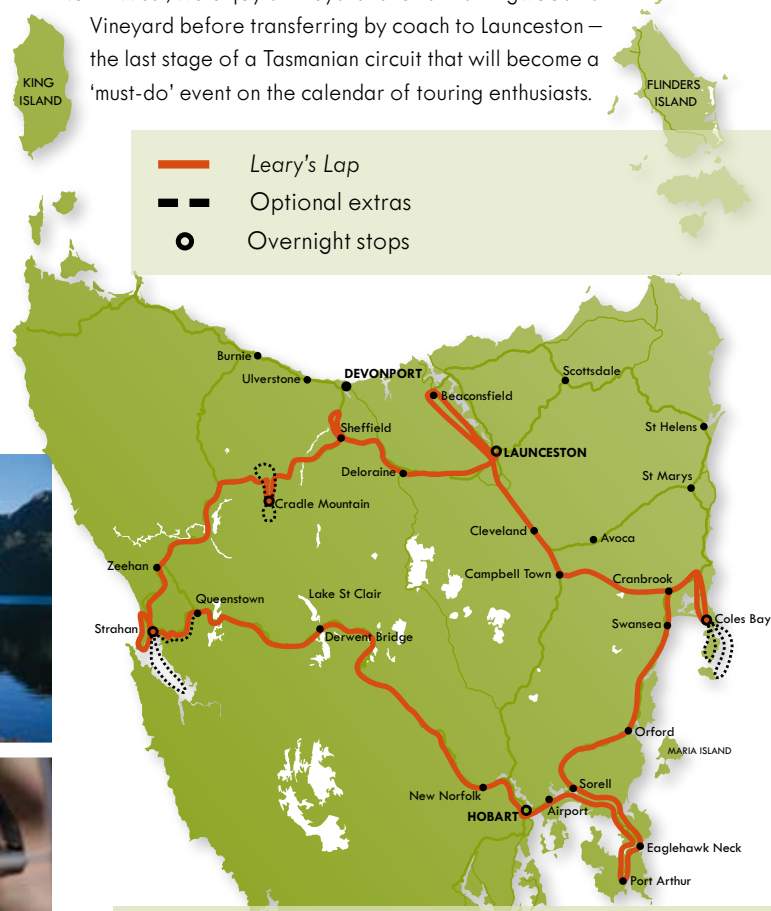 Vineyard before transferring by coach to Launceston –
the last stage of a Tasmanian circuit that will become a
‘must-do’ event on the calendar of touring enthusiasts.
KING
ISLAND
FLINDERS
ISLAND
Leary's Lap
Optional extras
Overnight stops
Burnie
DEVONPORT
Ulverstone
Scottsdale
Beaconsfield
Sheffield
St Helens
LAUNCESTON
Deloraine
St Marys
Cradle Mountain
Cleveland
Avoca
Zeehan
Campbell Town
Cranbrook
Queenstown
Lake St Clair
Strahan
Derwent Bridge
Swansea
Coles Bay
Orford
MARIA ISLAND
Sorell
New Norfolk
Airport
HOBART
Eaglehawk Neck
Port Arthur